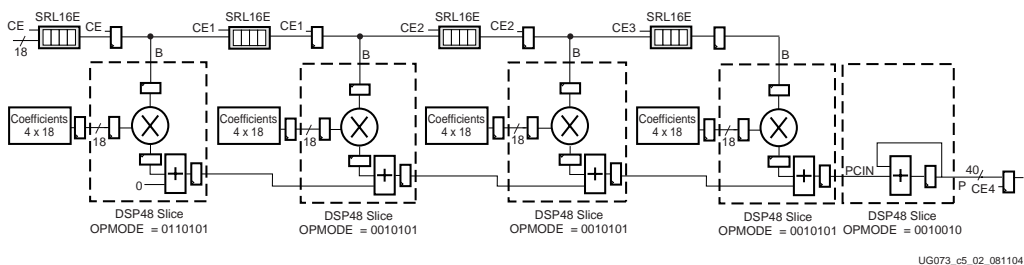 SRL16E SRL16E SRL16E SRL16E
CE CE CE1 CE1 CE2 CE2 CE3
18
B B B B
Coefficients
4 x 18
Coefficients
4 x 18
Coefficients
4 x 18
Coefficients
4 x 18
18 18 18 18
0
PCIN 40
P CE4
DSP48 Slice
OPMODE = 0110101
DSP48 Slice
OPMODE = 0010101
DSP48 Slice
OPMODE = 0010101
DSP48 Slice
OPMODE = 0010101
DSP48 Slice
OPMODE = 0010010
UG073_c5_02_081104